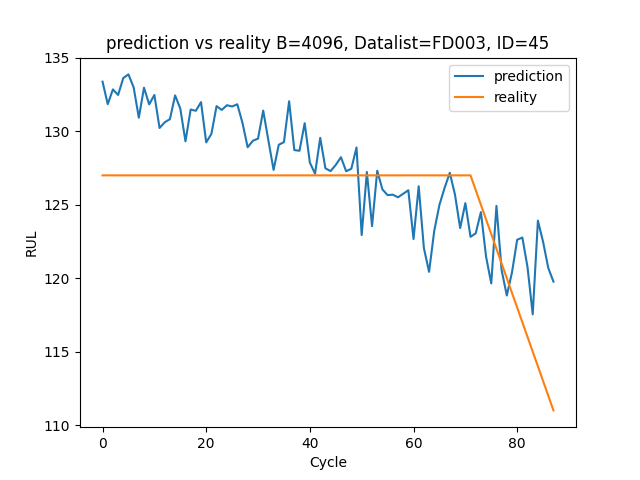 prediction vs reality B=4096, Datalist=FD003, ID=45
135
130
125
120
115
110
RUL
prediction
reality
0
20
40
60
80
Cycle